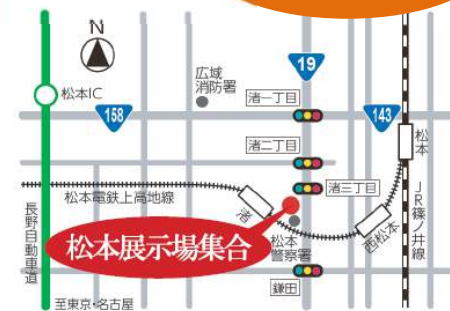 N
広域
消防署
19
渚一丁目
松本IC
158
143
渚二丁目
松本
渚三丁目
松本電鉄上高地線
渚
JR篠ノ井線
長野自動車道
松本展示場集合
松本
警察署
西松本
鎌田
至東京・名古屋